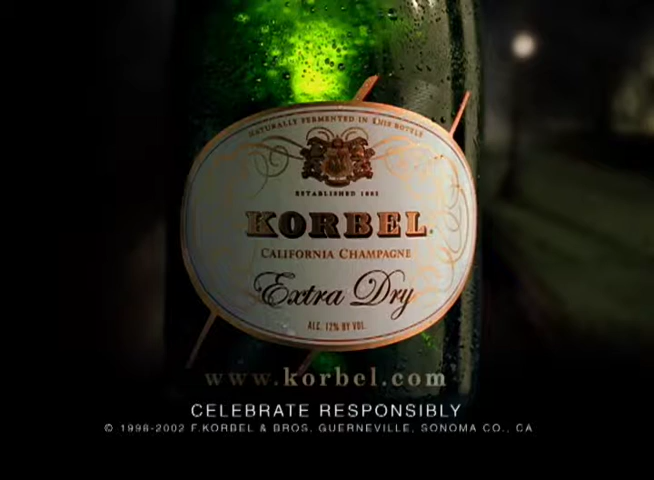 NATURALLY FERMENTED IN THIS BOTTLE
ESTABLISHED 1882
KORBEL
CALIFORNIA CHAMPAGNE
Extra Dry
ALC. 12% BY VOL.
www.korbel.com
CELEBRATE RESPONSIBLY
© 1998-2002 F.KORBEL & BROS. GUERNEVILLE, SONOMA CO., CA